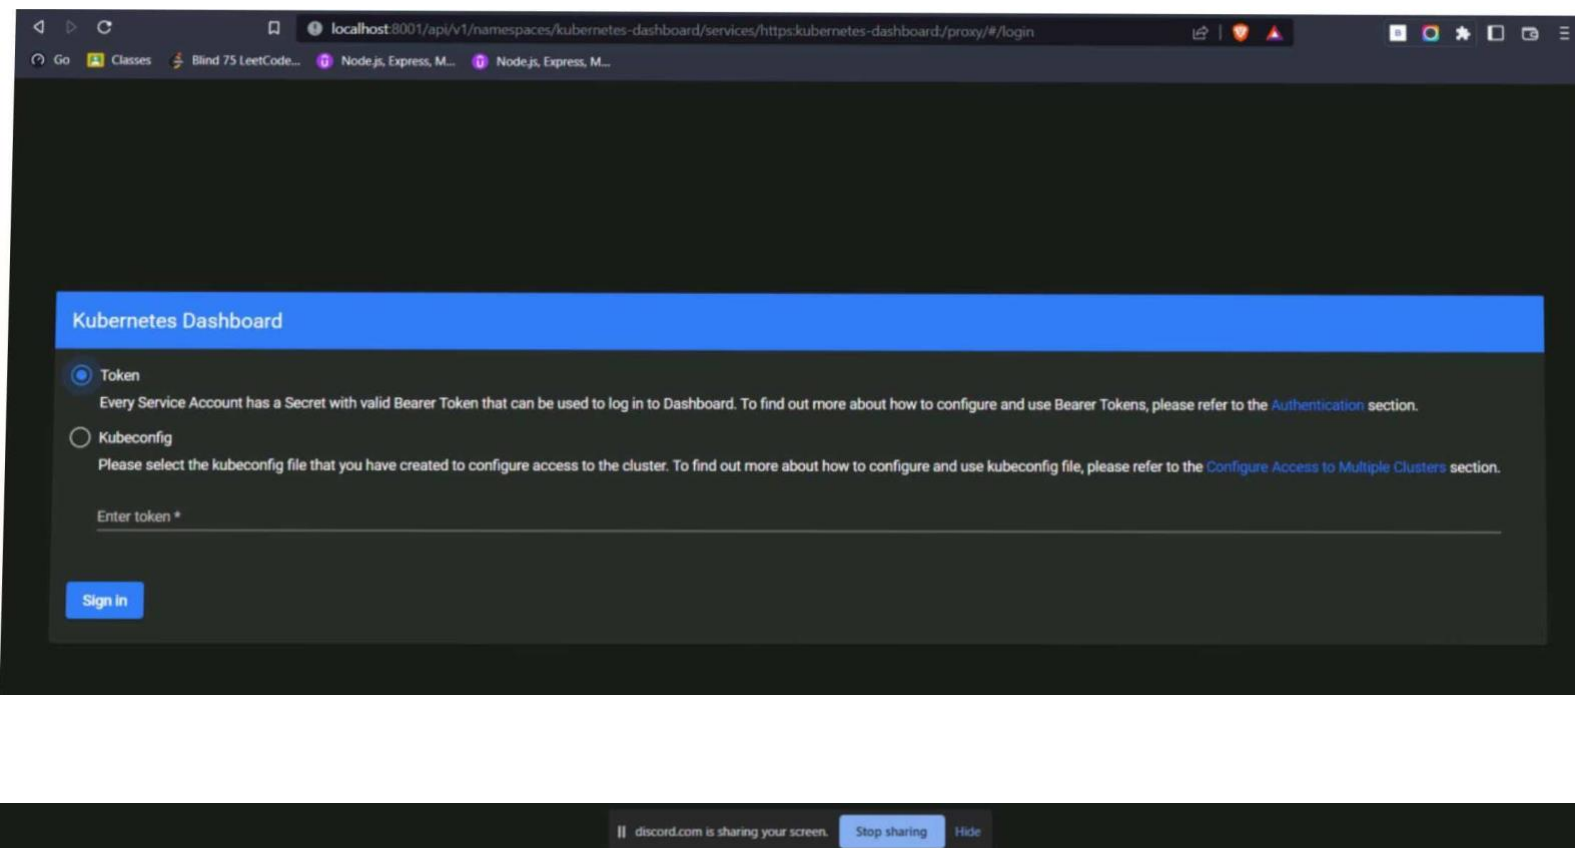 localhost:8001/api/v1/namespaces/kubernetes-dashboard/services/https:kubernetes-dashboard:/proxy/#/login
Go Classes Blind 75 LeetCode... Node.js, Express, M... Node.js, Express, M...
Kubernetes Dashboard
Token
Every Service Account has a Secret with valid Bearer Token that can be used to log in to Dashboard. To find out more about how to configure and use Bearer Tokens, please refer to the Authentication section.
Kubeconfig
Please select the kubeconfig file that you have created to configure access to the cluster. To find out more about how to configure and use kubeconfig file, please refer to the Configure Access to Multiple Clusters section.
Enter token *
Sign in
discord.com is sharing your screen. Stop sharing Hide